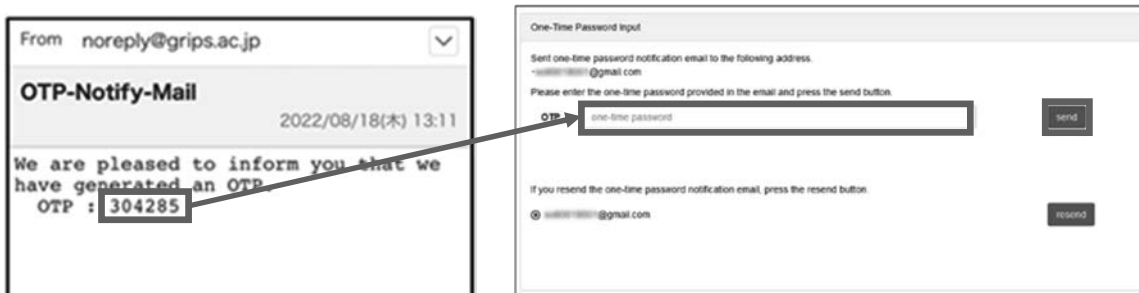 From noreply@grips.ac.jp
OTP-Notify-Mail
2022/08/18(木) 13:11
We are pleased to inform you that we
have generated an OTP.
OTP : 304285
One-Time Password Input
Sent one-time password notification email to the following address.
@gmail.com
Please enter the one-time password provided in the email and press the send button.
OTP
one-time password
send
If you resend the one-time password notification email, press the resend button.
@gmail.com
resend